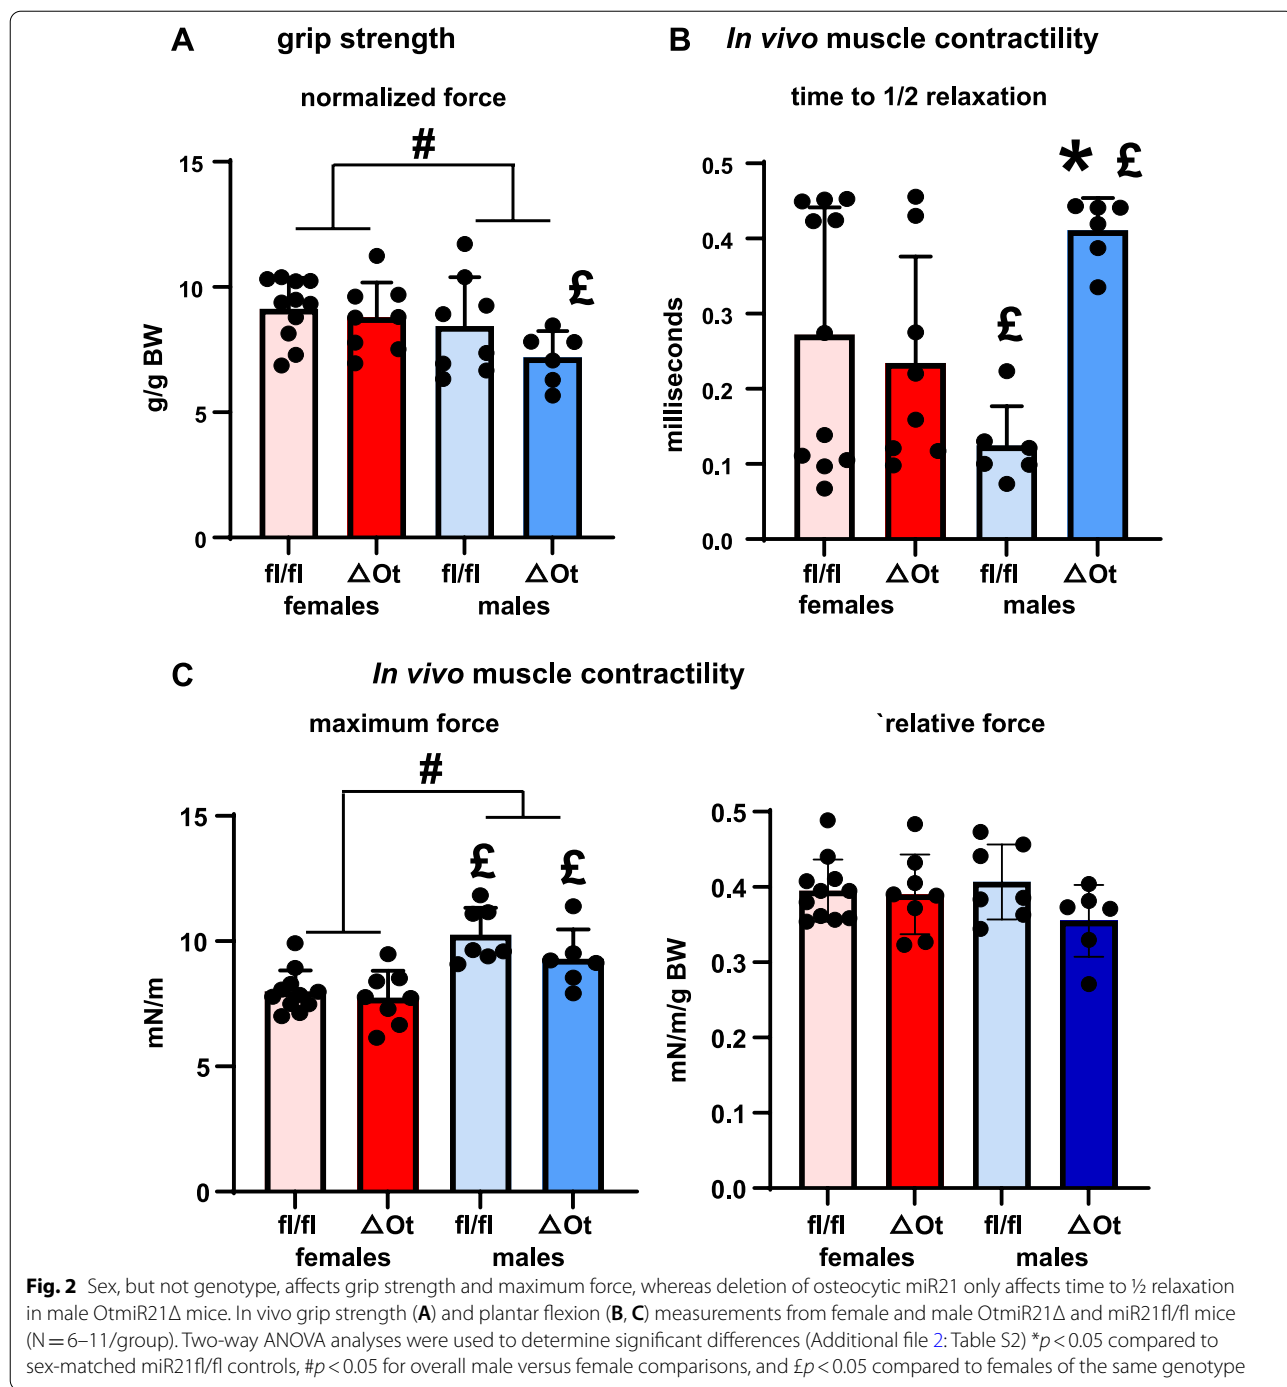 A grip strength
normalized force
#
15
10
5
0
g/g BW
£
fl/fl △Ot fl/fl △Ot
females males
B In vivo muscle contractility
time to 1/2 relaxation
* £
0.5
0.4
0.3
0.2
0.1
0.0
milliseconds
£
fl/fl △Ot fl/fl △Ot
females males
C In vivo muscle contractility
maximum force
#
15
10
5
0
mN/m
£ £
fl/fl △Ot fl/fl △Ot
females males
`relative force
0.5
0.4
0.3
0.2
0.1
0.0
mN/m/g BW
fl/fl △Ot fl/fl △Ot
females males
Fig. 2 Sex, but not genotype, affects grip strength and maximum force, whereas deletion of osteocytic miR21 only affects time to ½ relaxation
in male OtmiR21Δ mice. In vivo grip strength (A) and plantar flexion (B, C) measurements from female and male OtmiR21Δ and miR21fl/fl mice
(N = 6–11/group). Two-way ANOVA analyses were used to determine significant differences (Additional file 2: Table S2) *p < 0.05 compared to
sex-matched miR21fl/fl controls, #p < 0.05 for overall male versus female comparisons, and £p < 0.05 compared to females of the same genotype